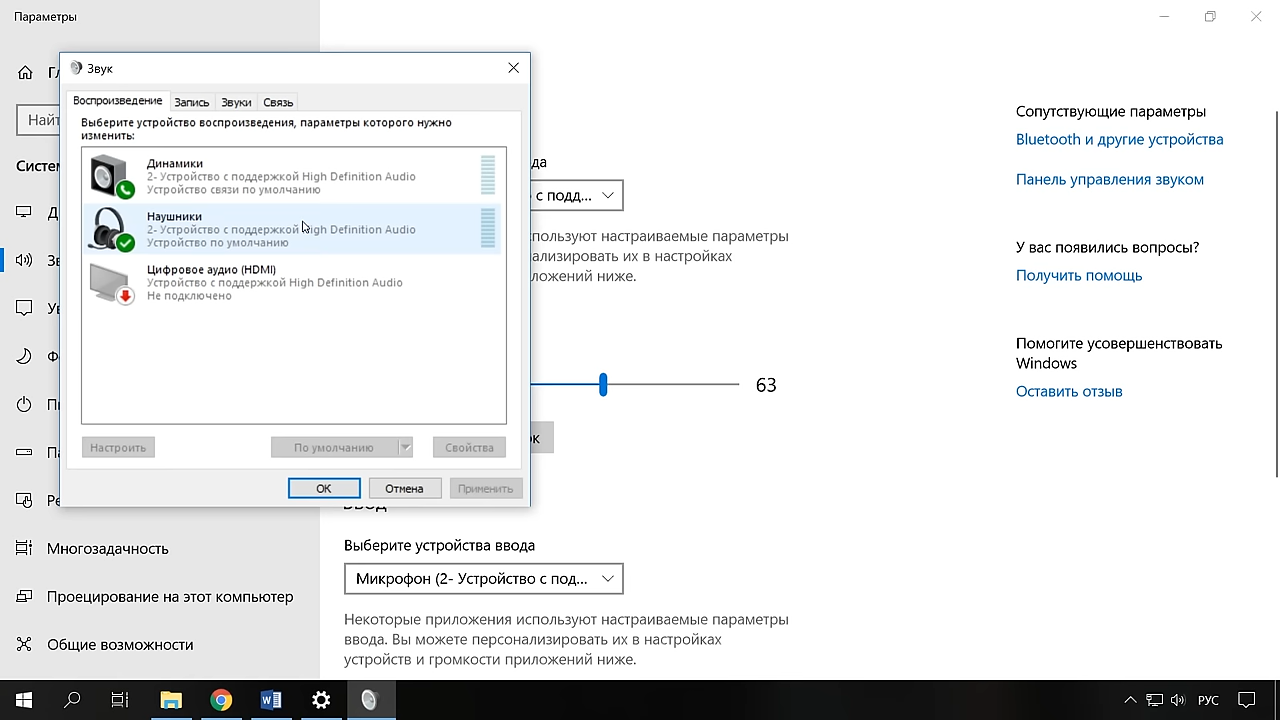 Параметры
Звук
Воспроизведение
Запись
Звуки
Связь
Выберите устройство воспроизведения, параметры которого нужно
изменить:
Динамики
2- Устройство с поддержкой High Definition Audio
Устройство связи по умолчанию
Наушники
2- Устройство с поддержкой High Definition Audio
Устройство по умолчанию
Цифровое аудио (HDMI)
Устройство с поддержкой High Definition Audio
Не подключено
Настроить
По умолчанию
Свойства
ОК
Отмена
Применить
Най
Систем
Многозадачность
Проецирование на этот компьютер
Общие возможности
да
с подд...
пользуют настраиваемые параметры
ализировать их в настройках
ложений ниже.
63
ок
Ввод
Выберите устройства ввода
Микрофон (2- Устройство с под...
Некоторые приложения используют настраиваемые параметры
ввода. Вы можете персонализировать их в настройках
устройств и громкости приложений ниже.
Сопутствующие параметры
Bluetooth и другие устройства
Панель управления звуком
У вас появились вопросы?
Получить помощь
Помогите усовершенствовать
Windows
Оставить отзыв
РУС